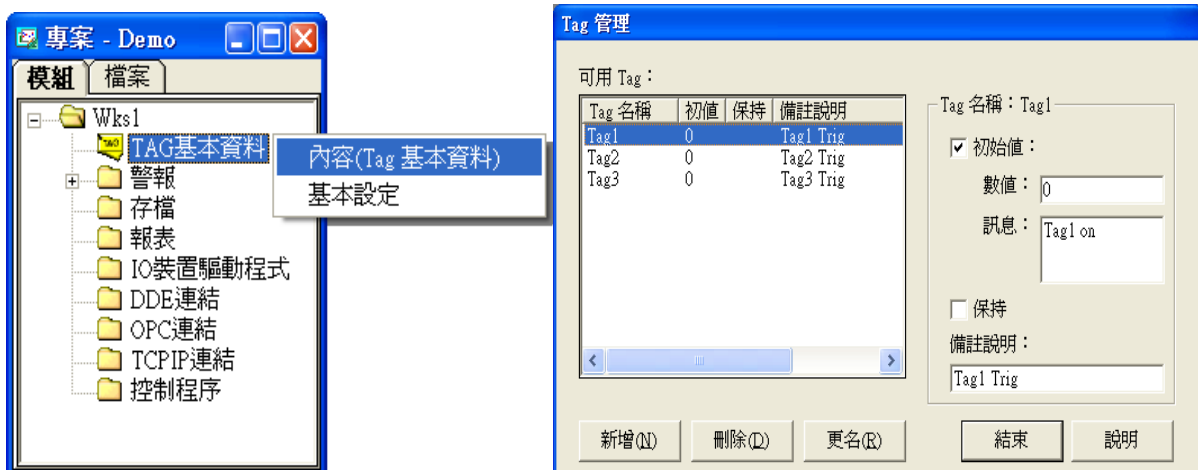 專案 - Demo
模組 檔案
Wks1
TAG基本資料
內容(Tag 基本資料)
基本設定
警報
存檔
報表
IO裝置驅動程式
DDE連結
OPC連結
TCPIP連結
控制程序
Tag 管理
可用 Tag：
Tag 名稱 初值 保持 備註說明
Tag1 0 Tag1 Trig
Tag2 0 Tag2 Trig
Tag3 0 Tag3 Trig
Tag 名稱：Tag1
初始值：
數值： 0
訊息： Tag1 on
保持
備註說明：
Tag1 Trig
新增(N) 刪除(D) 更名(R) 結束 說明